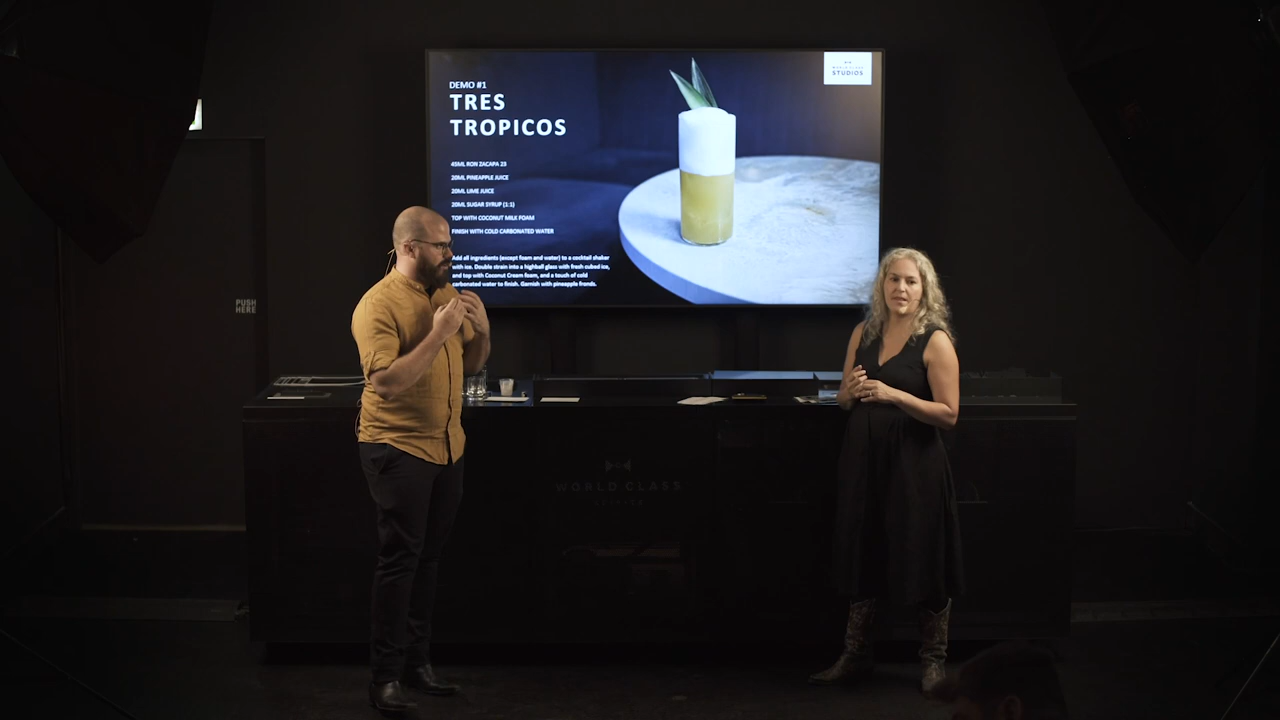 WORLD CLASS
STUDIOS
DEMO #1
TRES
TROPICOS
45ML RON ZACAPA 23
20ML PINEAPPLE JUICE
20ML LIME JUICE
20ML SUGAR SYRUP (1:1)
TOP WITH COCONUT MILK FOAM
FINISH WITH COLD CARBONATED WATER
Add all ingredients (except foam and water) to a cocktail shaker
with ice. Double strain into a highball glass with fresh cubed ice,
and top with Coconut Cream foam, and a touch of cold
carbonated water to finish. Garnish with pineapple fronds.
PUSH
HERE
WORLD CLASS